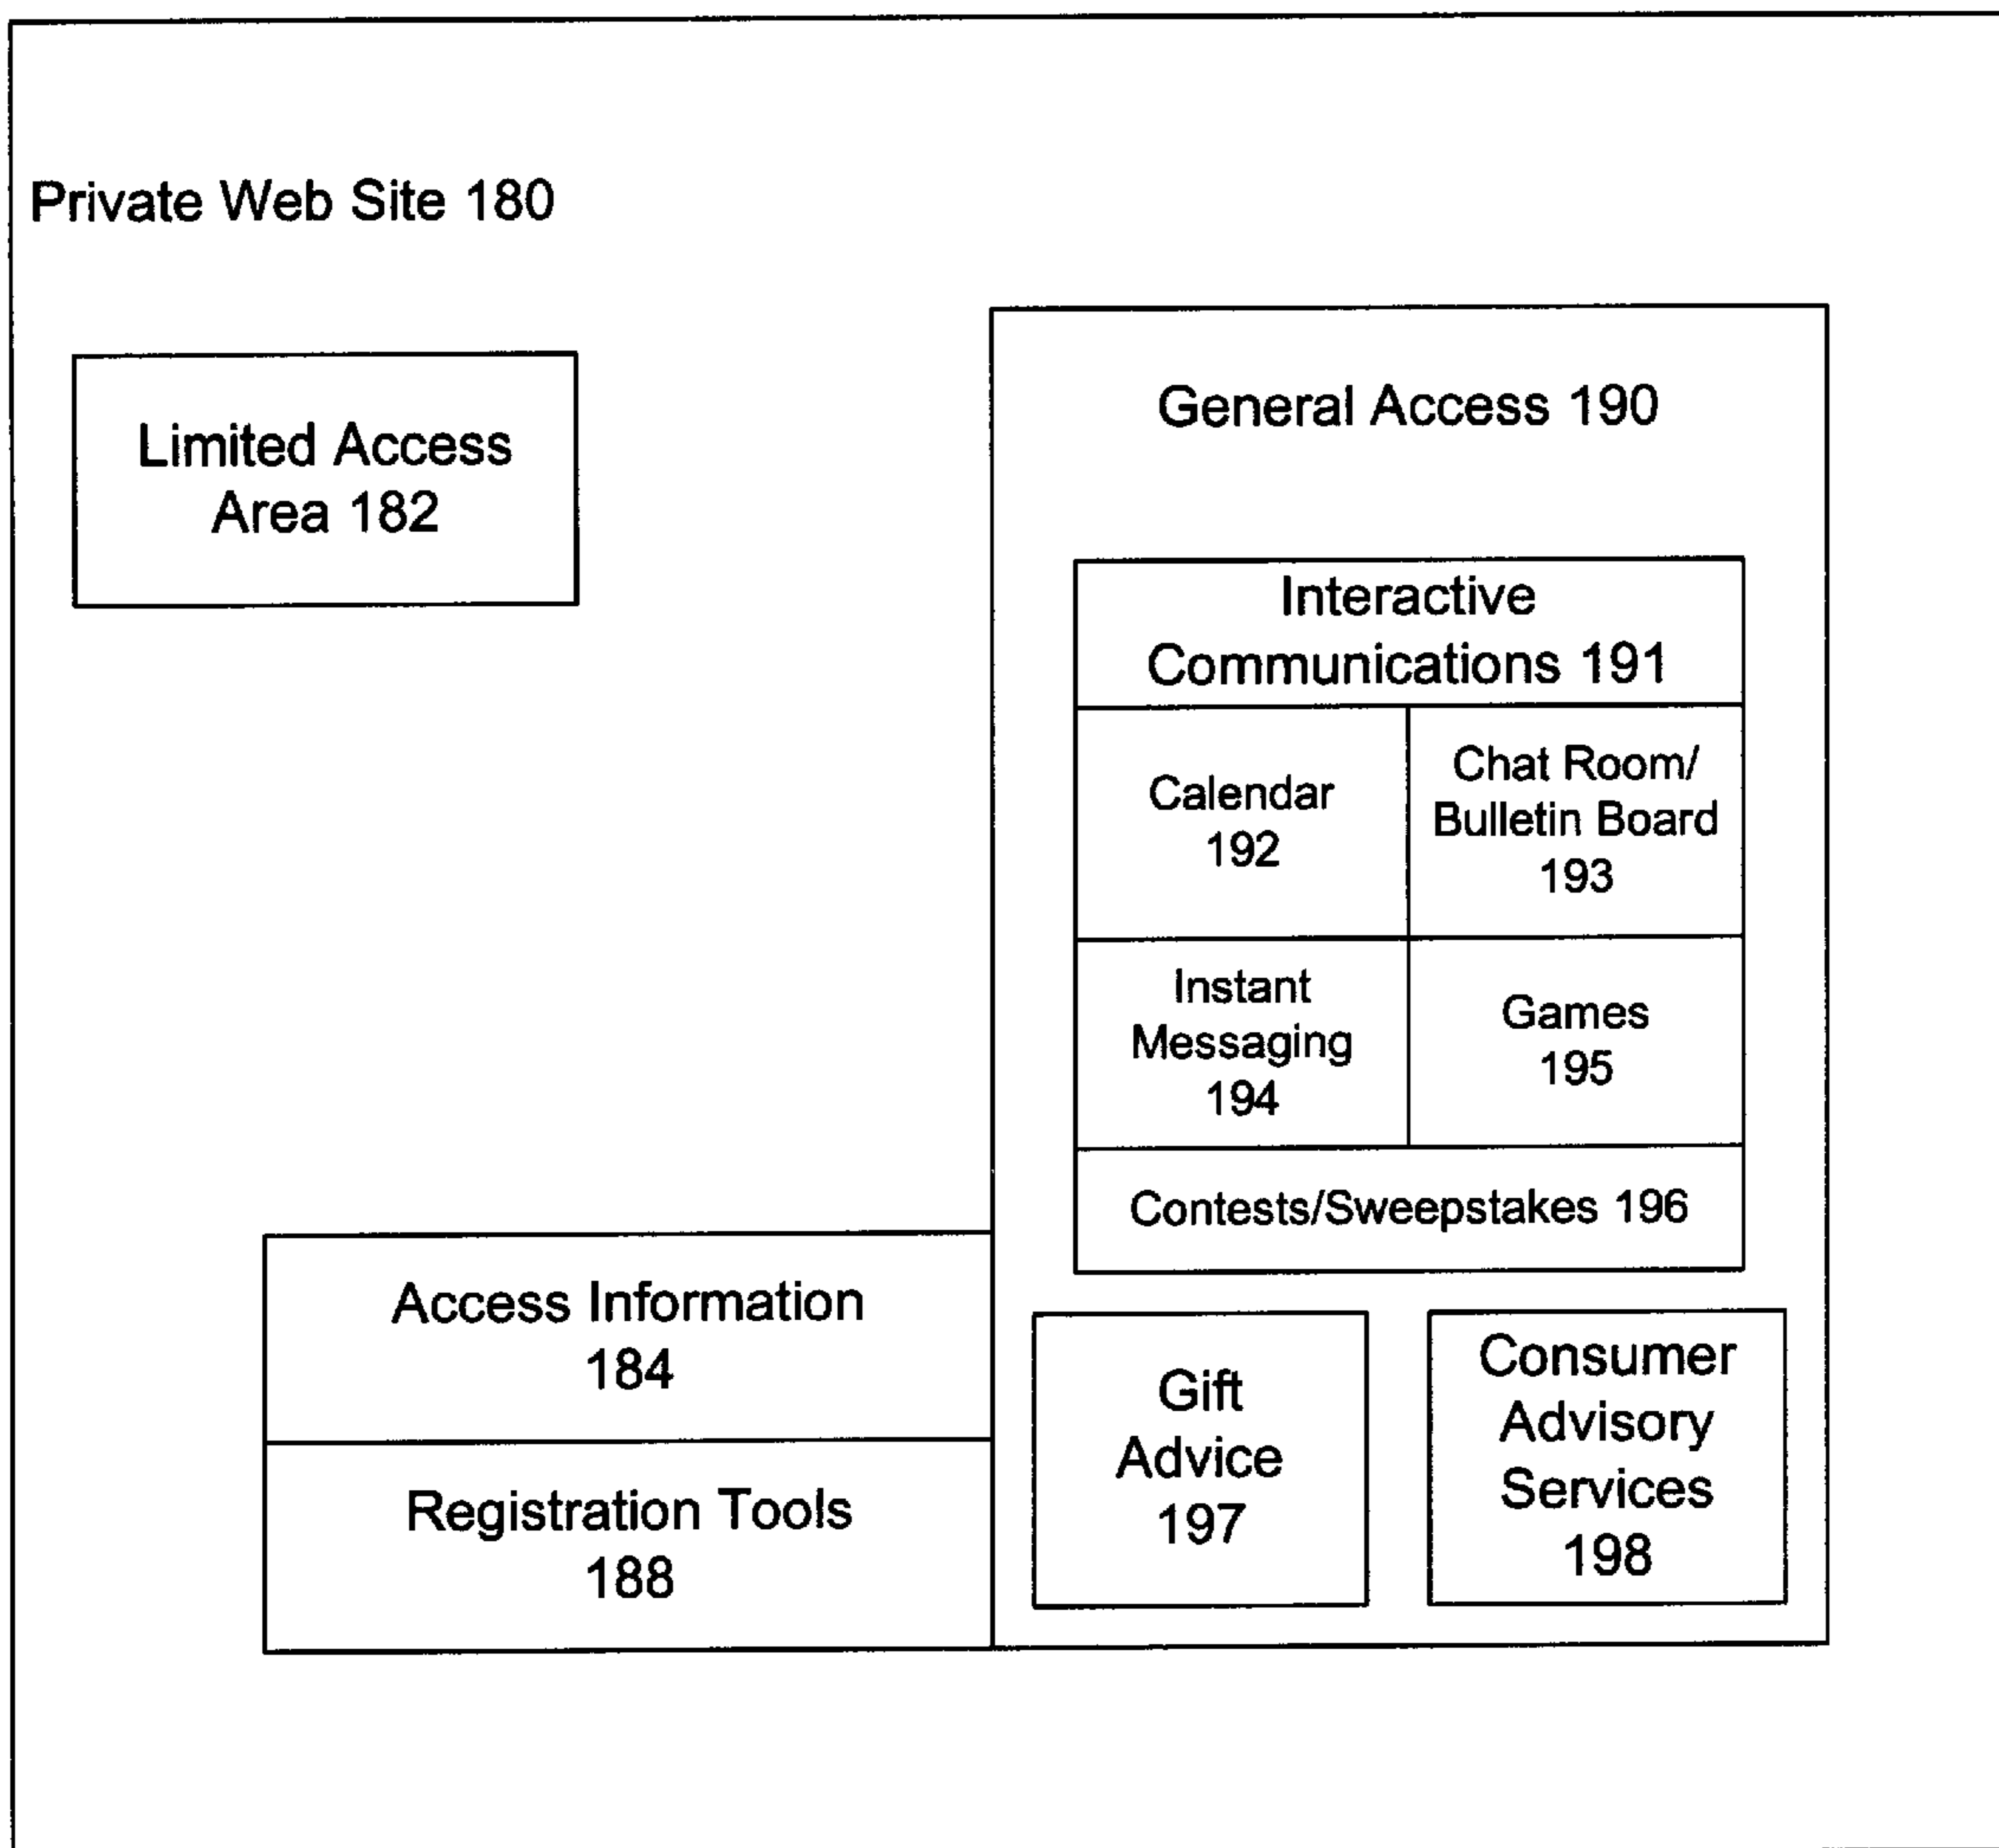 Private Web Site 180
Limited Access
Area 182
General Access 190
Interactive
Communications 191
Calendar
192
Chat Room/
Bulletin Board
193
Instant
Messaging
194
Games
195
Contests/Sweepstakes 196
Access Information
184
Registration Tools
188
Gift
Advice
197
Consumer
Advisory
Services
198